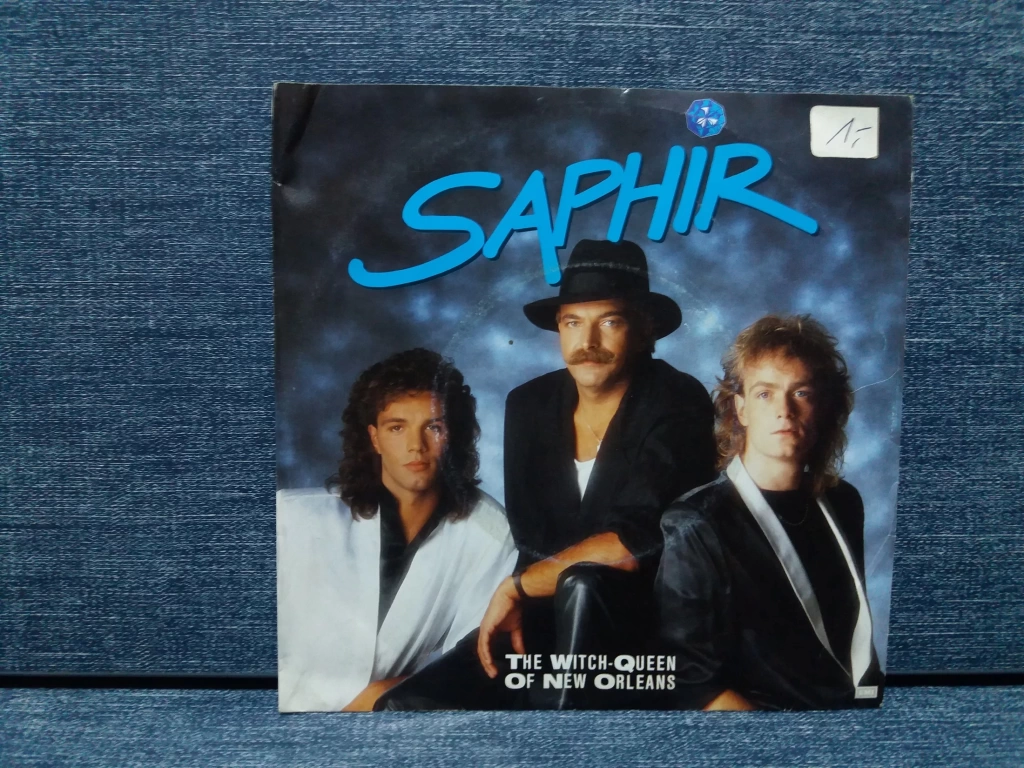 1,-
SAPHIR
THE WITCH-QUEEN
OF NEW ORLEANS